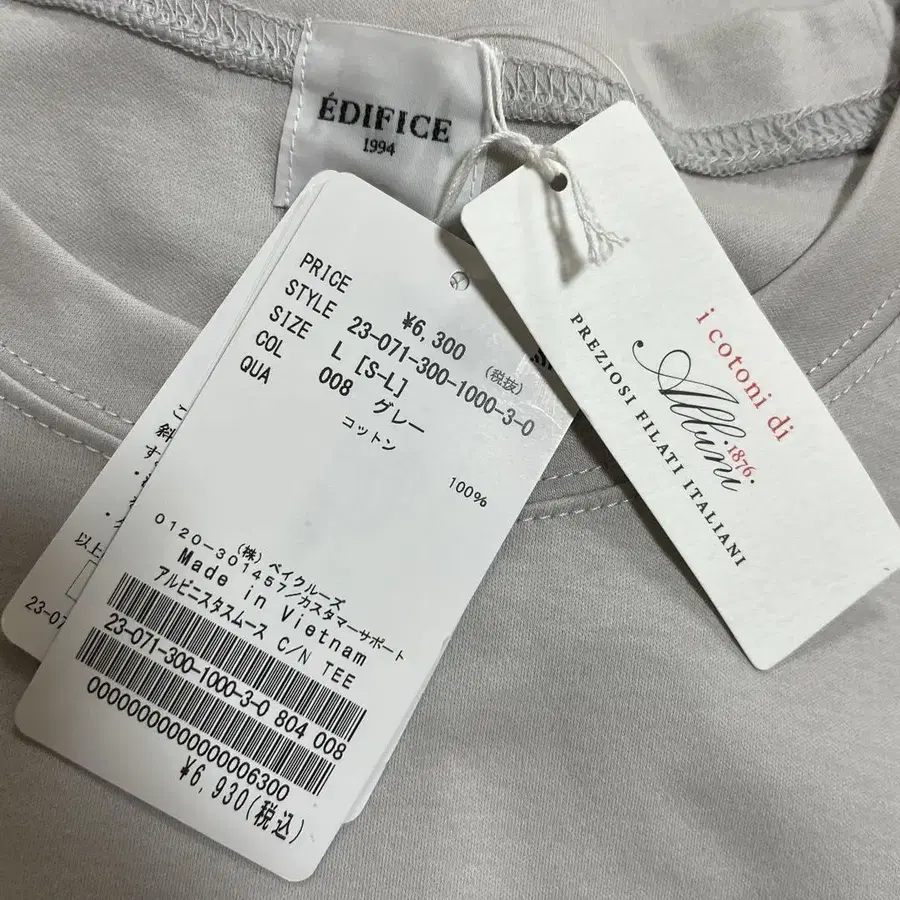 ÉDIFICE
1994
PRICE ¥6,300 (税抜)
STYLE 23-071-300-1000-3-0
SIZE L [S-L]
COL 008 グレー
QUA コットン 100%
(株)ベイクルーズ
0120-301457/カスタマーサポート
Made in Vietnam
アルビニスタスムース C/N TEE
23-071-300-1000-3-0 804 008
0000000000000000006300
¥6,930(税込)
i cotoni di
Albini
1876.
PREZIOSI FILATI ITALIANI
以上